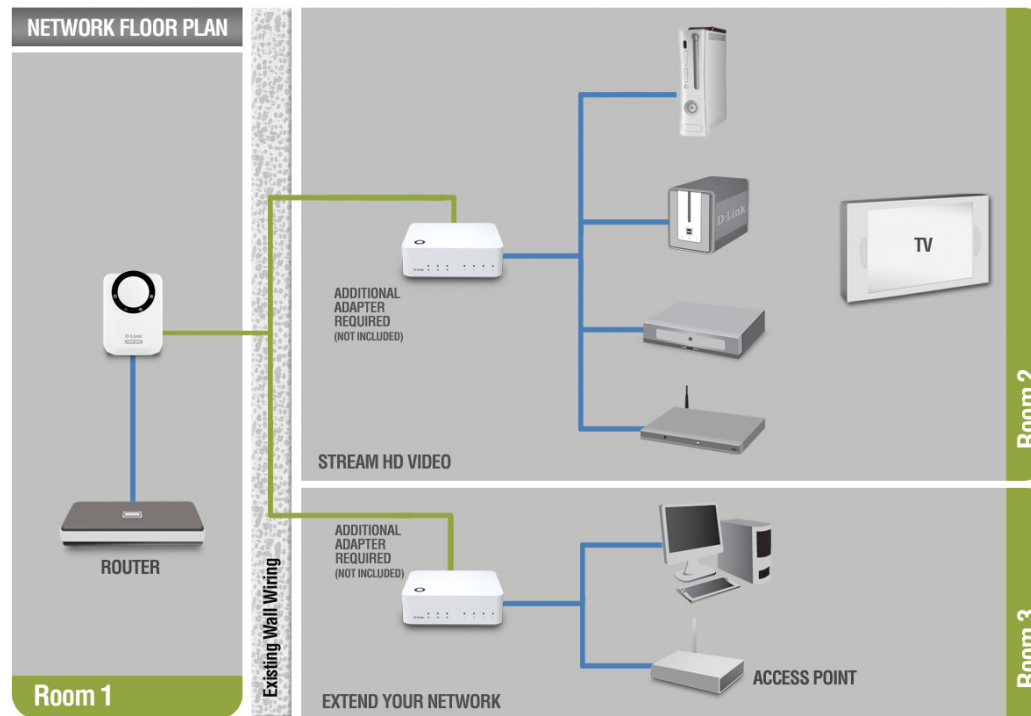 NETWORK FLOOR PLAN
D-Link
ROUTER
Room 1
Existing Wall Wiring
ADDITIONAL
ADAPTER
REQUIRED
(NOT INCLUDED)
D-Link
TV
STREAM HD VIDEO
Room 2
ADDITIONAL
ADAPTER
REQUIRED
(NOT INCLUDED)
ACCESS POINT
EXTEND YOUR NETWORK
Room 3